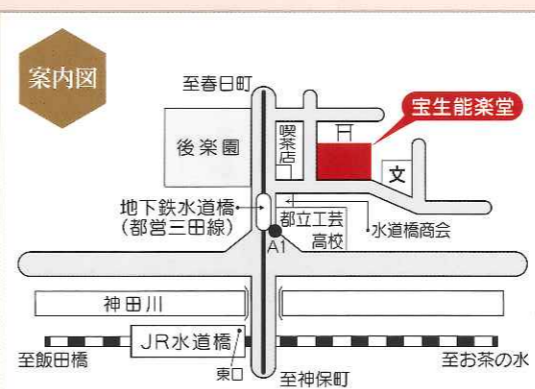 案内図
至春日町
宝生能楽堂
後楽園
喫茶店
文
地下鉄水道橋
(都営三田線)
都立工芸
高校
水道橋商会
A1
神田川
JR水道橋
至飯田橋
東口
至神保町
至お茶の水